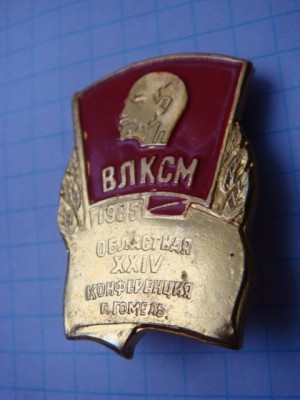 ВЛКСМ
1985
ОБЛАСТНАЯ
XXIV
КОНФЕРЕНЦИЯ
Г. ГОМЕЛЬ